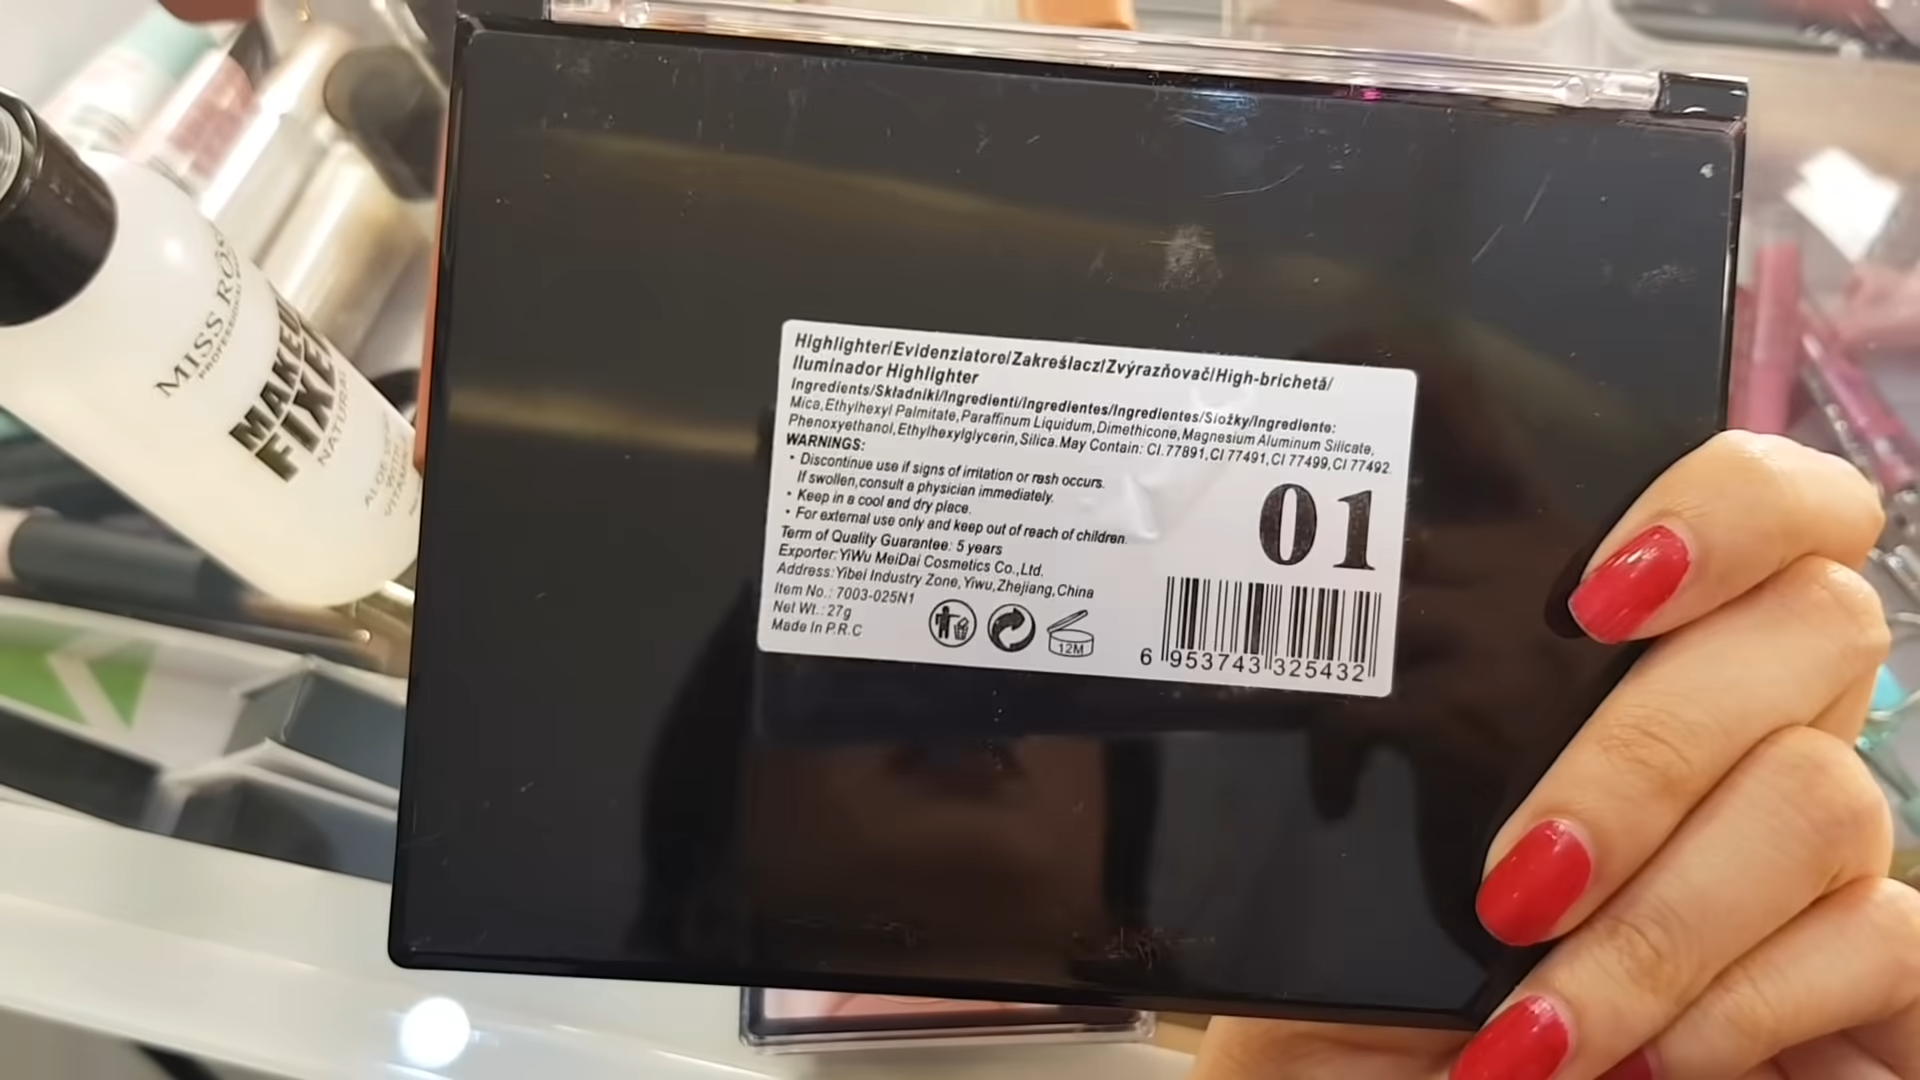 MISS RÔSE
PROFESSIONAL
MAKEUP
FIXER
NATURAL
ALOE
WITH
VITAMIN
Highlighter/Evidenziatore/Zakreślacz/Zvýrazňovač/High-brichetă/
Iluminador Highlighter
Ingredients/Składniki/Ingredienti/Ingredientes/Ingredientes/Složky/Ingrediente:
Mica,Ethylhexyl Palmitate,Paraffinum Liquidum,Dimethicone,Magnesium Aluminum Silicate,
Phenoxyethanol,Ethylhexylglycerin,Silica.May Contain: CI.77891,CI 77491,CI 77499,CI 77492
WARNINGS:
• Discontinue use if signs of irritation or rash occurs.
If swollen,consult a physician immediately.
• Keep in a cool and dry place.
• For external use only and keep out of reach of children.
Term of Quality Guarantee: 5 years
Exporter:YiWu MeiDai Cosmetics Co.,Ltd.
Address:Yibei Industry Zone,Yiwu,Zhejiang,China
Item No.: 7003-025N1
Net Wt.: 27g
Made In P.R.C
12M
01
6 953743 325432